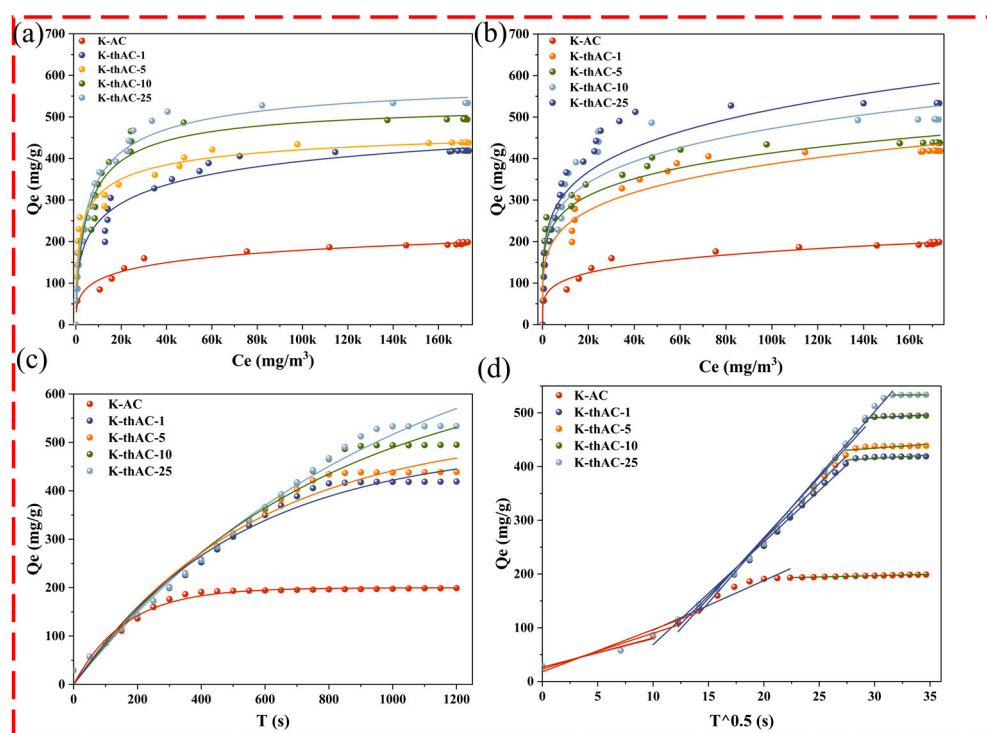 (a)
K-AC
K-thAC-1
K-thAC-5
K-thAC-10
K-thAC-25
700
600
500
400
300
200
100
0
Qe (mg/g)
0 20k 40k 60k 80k 100k 120k 140k 160k
Ce (mg/m³)
(b)
K-AC
K-thAC-1
K-thAC-5
K-thAC-10
K-thAC-25
700
600
500
400
300
200
100
0
Qe (mg/g)
0 20k 40k 60k 80k 100k 120k 140k 160k
Ce (mg/m³)
(c)
K-AC
K-thAC-1
K-thAC-5
K-thAC-10
K-thAC-25
600
500
400
300
200
100
0
Qe (mg/g)
0 200 400 600 800 1000 1200
T (s)
(d)
K-AC
K-thAC-1
K-thAC-5
K-thAC-10
K-thAC-25
500
400
300
200
100
0
Qe (mg/g)
0 5 10 15 20 25 30 35
T^0.5 (s)